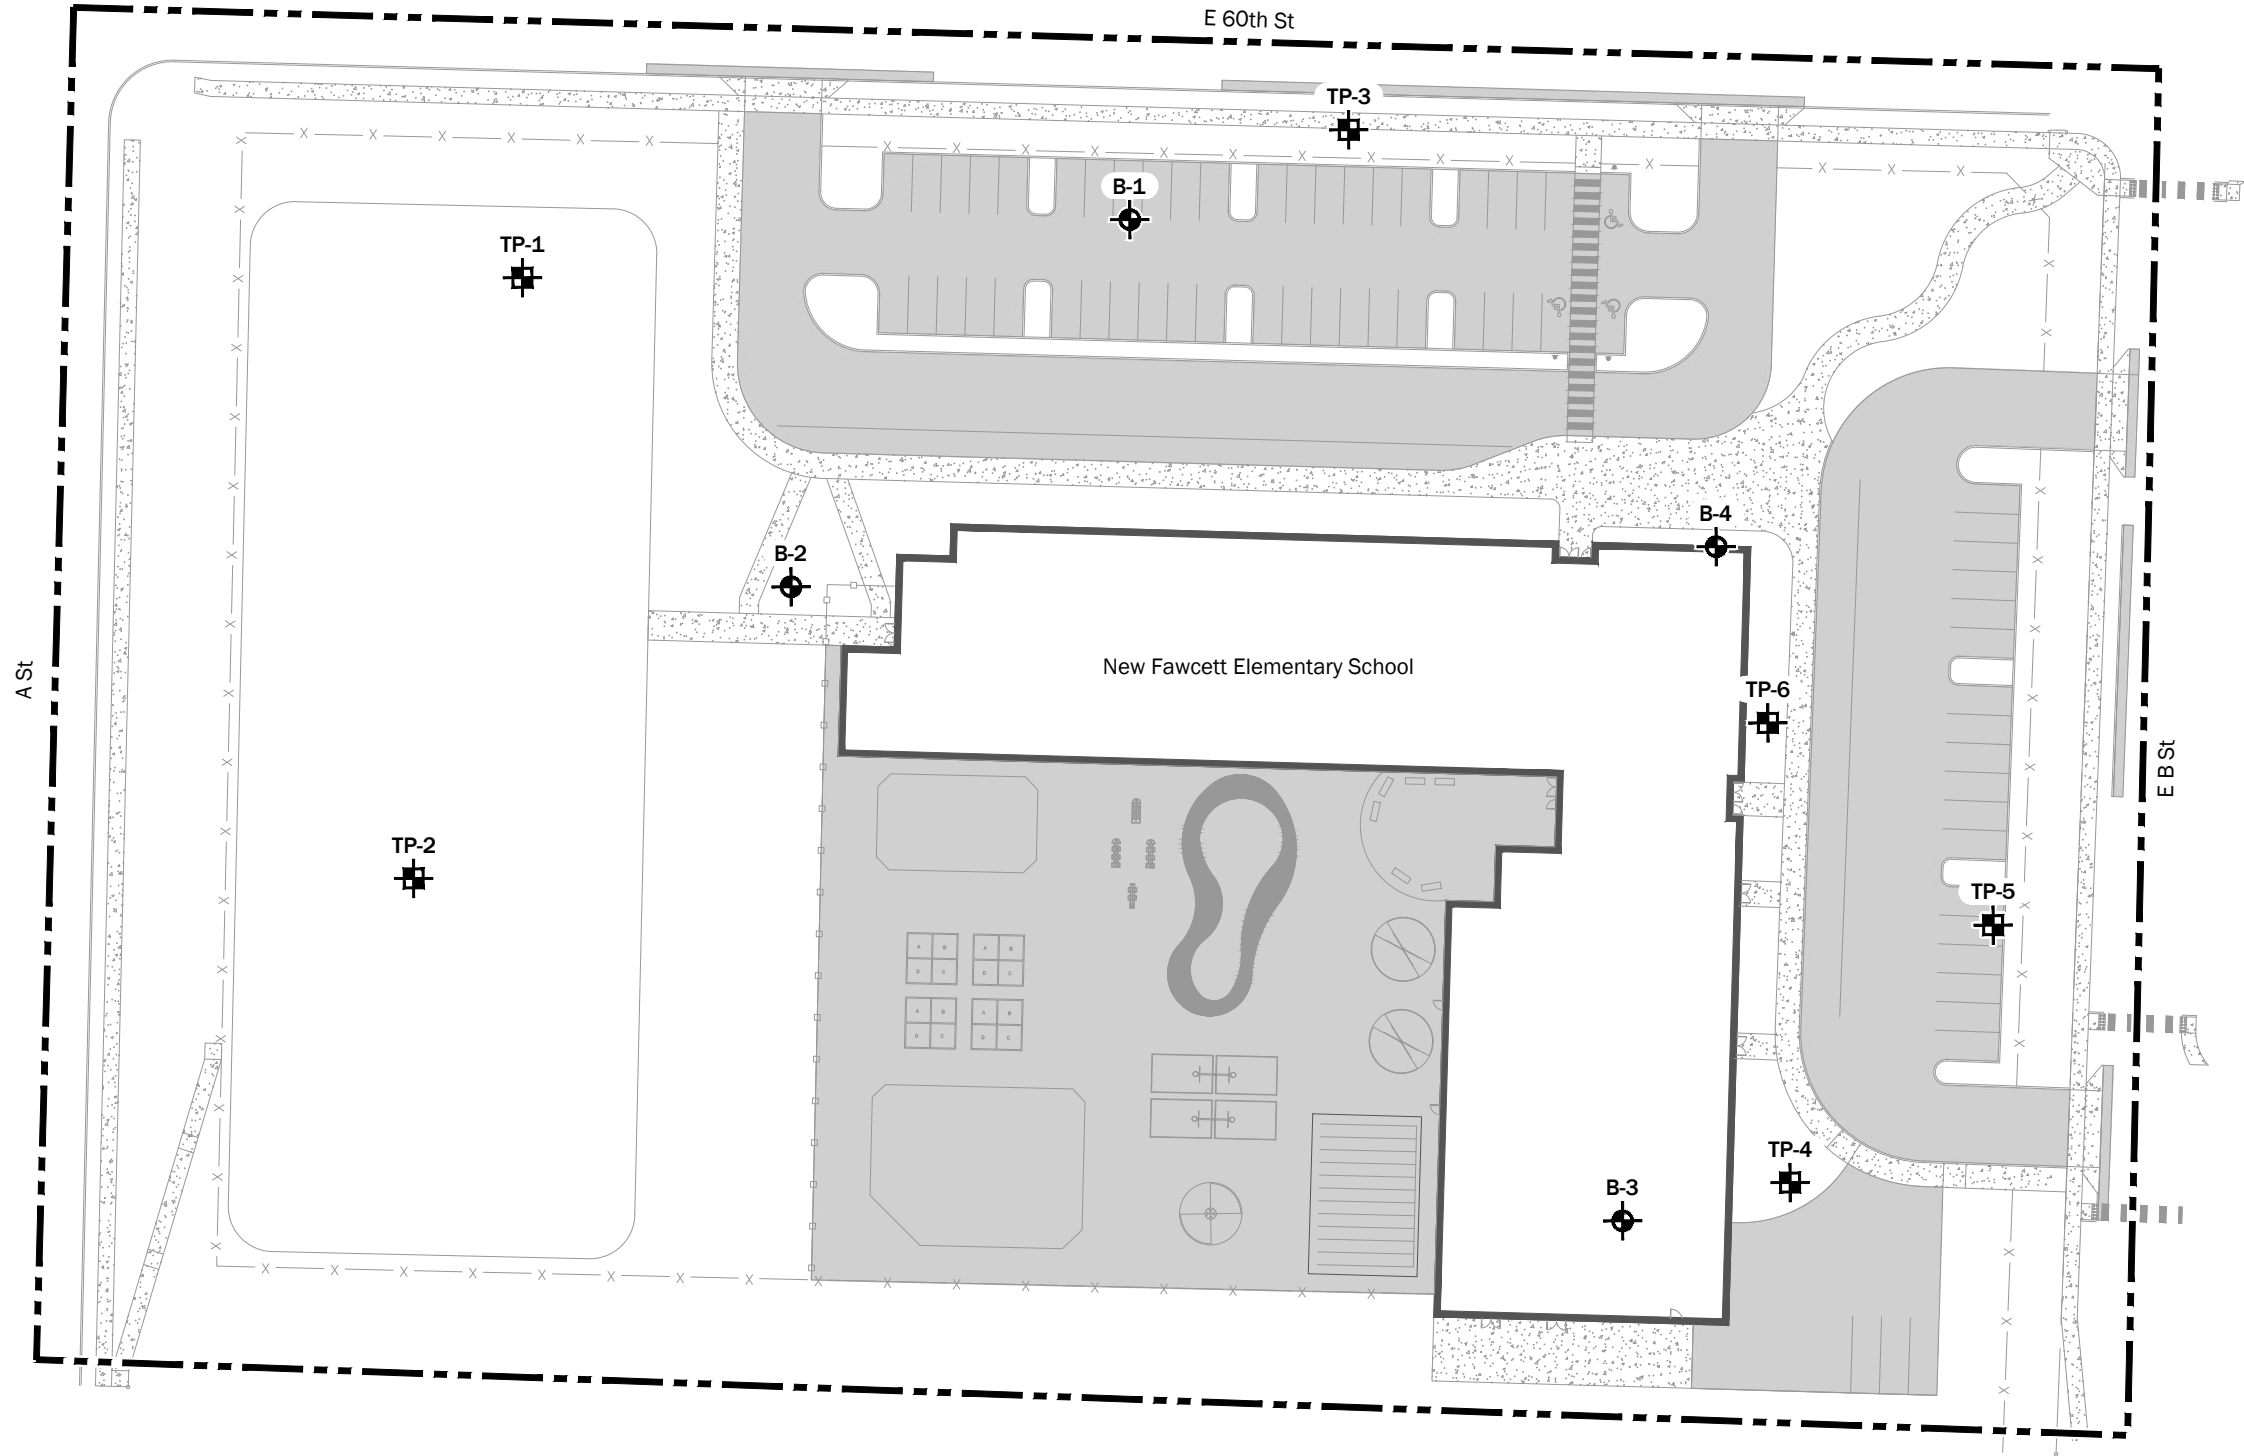 E 60th St
TP-3
B-1
TP-1
B-4
B-2
New Fawcett Elementary School
A St
TP-6
E B St
TP-2
TP-5
A B
D C
A B
D C
A B
D C
A B
D C
TP-4
B-3